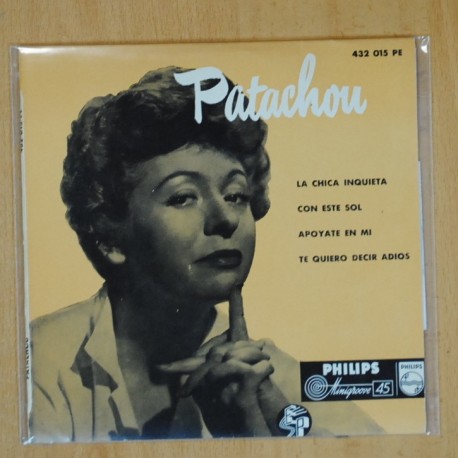 432 015 PE
Patachou
LA CHICA INQUIETA
CON ESTE SOL
APOYATE EN MI
TE QUIERO DECIR ADIOS
PHILIPS
Minigroove 45
PHILIPS
EP